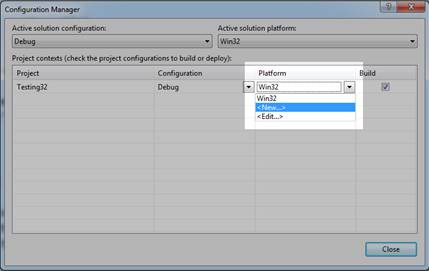 Configuration Manager
Active solution configuration:
Active solution platform:
Debug
Win32
Project contexts (check the project configurations to build or deploy):
Project
Configuration
Platform
Build
Testing32
Debug
Win32
Win32
<New...>
<Edit...>
Close